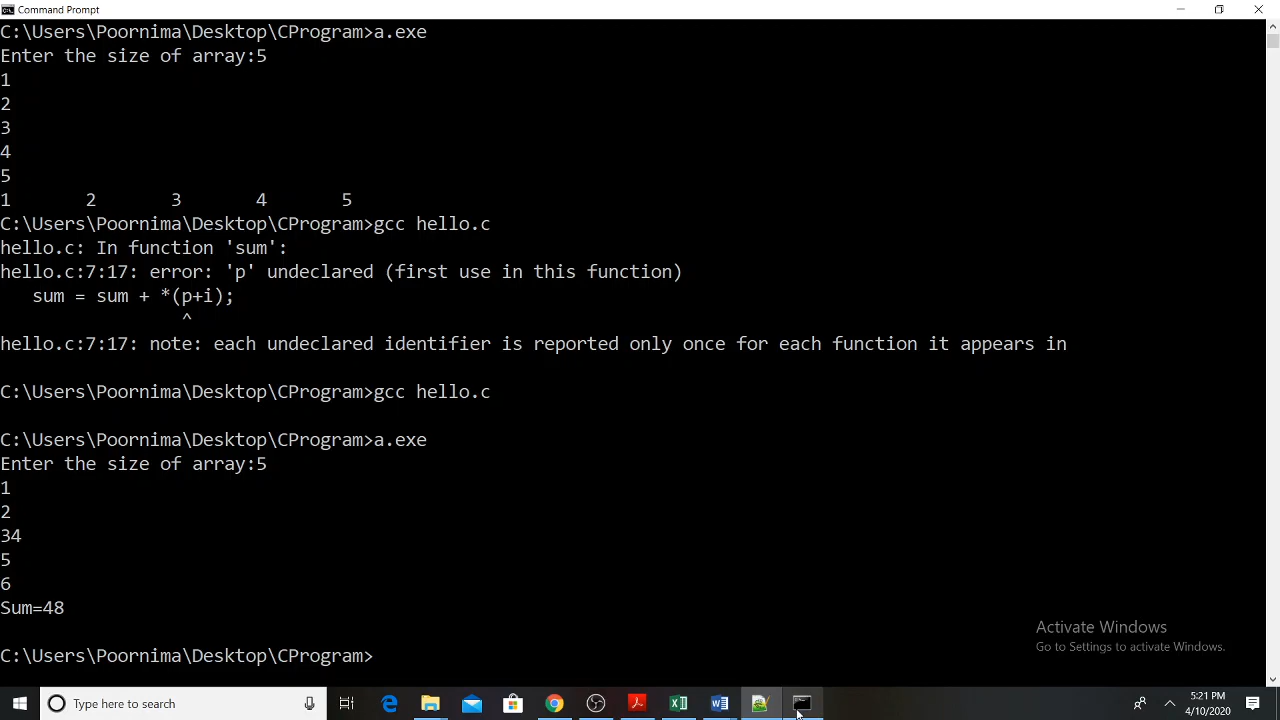 Command Prompt
C:\Users\Poornima\Desktop\CProgram>a.exe
Enter the size of array:5
1
2
3
4
5
1 2 3 4 5
C:\Users\Poornima\Desktop\CProgram>gcc hello.c
hello.c: In function 'sum':
hello.c:7:17: error: 'p' undeclared (first use in this function)
sum = sum + *(p+i);
^
hello.c:7:17: note: each undeclared identifier is reported only once for each function it appears in
C:\Users\Poornima\Desktop\CProgram>gcc hello.c
C:\Users\Poornima\Desktop\CProgram>a.exe
Enter the size of array:5
1
2
34
5
6
Sum=48
C:\Users\Poornima\Desktop\CProgram>
Activate Windows
Go to Settings to activate Windows.
Type here to search
5:21 PM
4/10/2020